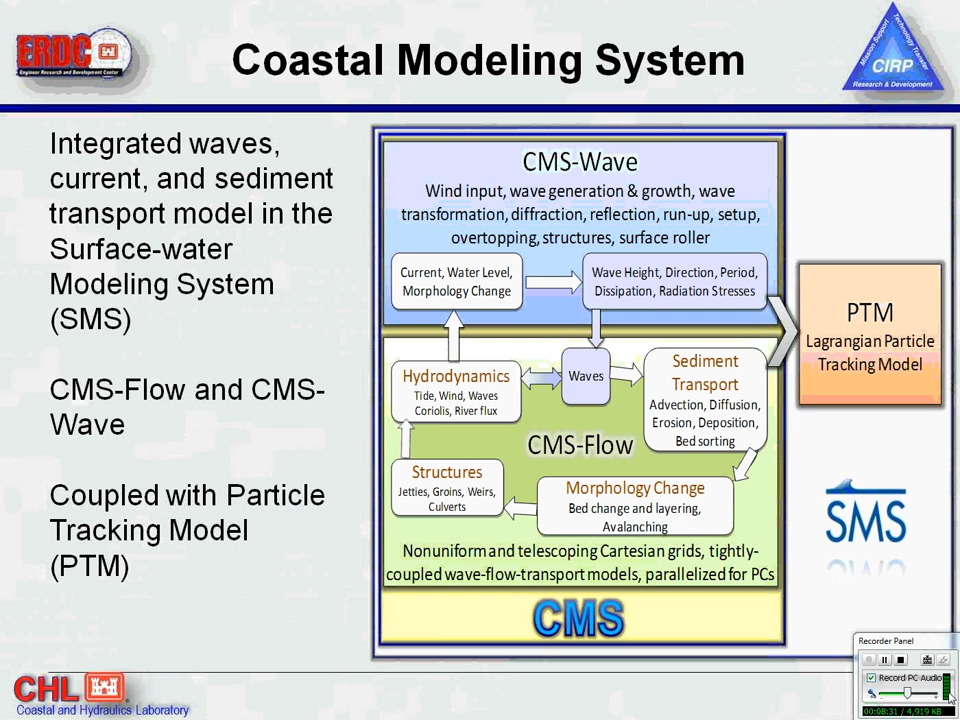 ERDC
Engineer Research and Development Center
Coastal Modeling System
Mission Support
Technology Transfer
CIRP
Research & Development
Integrated waves,
current, and sediment
transport model in the
Surface-water
Modeling System
(SMS)
CMS-Flow and CMS-
Wave
Coupled with Particle
Tracking Model
(PTM)
CMS-Wave
Wind input, wave generation & growth, wave
transformation, diffraction, reflection, run-up, setup,
overtopping, structures, surface roller
Current, Water Level,
Morphology Change
Wave Height, Direction, Period,
Dissipation, Radiation Stresses
PTM
Lagrangian Particle
Tracking Model
Hydrodynamics
Tide, Wind, Waves
Coriolis, River flux
Waves
Sediment
Transport
Advection, Diffusion,
Erosion, Deposition,
Bed sorting
CMS-Flow
Structures
Jetties, Groins, Weirs,
Culverts
Morphology Change
Bed change and layering,
Avalanching
Nonuniform and telescoping Cartesian grids, tightly-
coupled wave-flow-transport models, parallelized for PCs
CMS
SMS
Recorder Panel
Record PC Audio
00:08:31 / 4,919 KB
CHL
Coastal and Hydraulics Laboratory